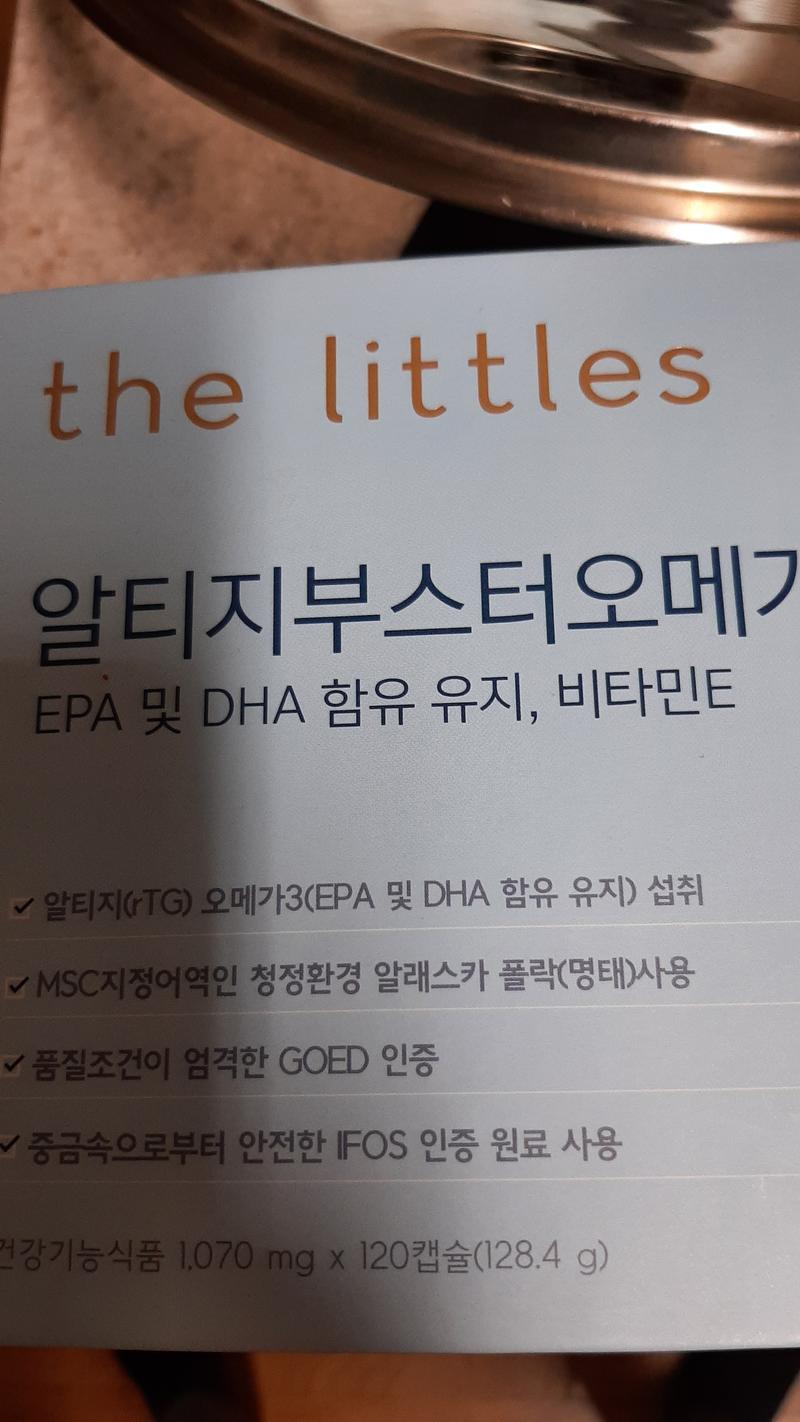 the littles
알티지부스터오메가
EPA 및 DHA 함유 유지, 비타민E
알티지(rTG) 오메가3(EPA 및 DHA 함유 유지) 섭취
MSC지정어역인 청정환경 알래스카 폴락(명태)사용
품질조건이 엄격한 GOED 인증
중금속으로부터 안전한 IFOS 인증 원료 사용
건강기능식품 1,070 mg x 120캡슐(128.4 g)